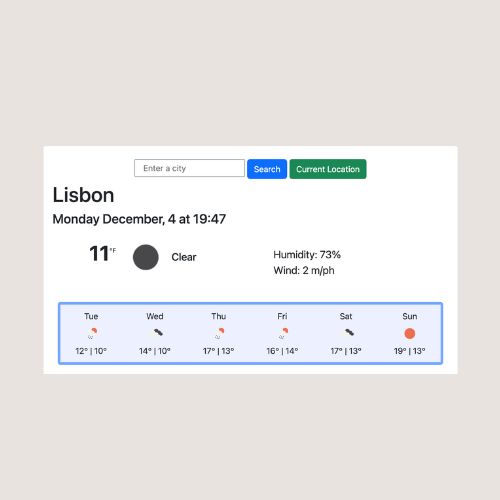 Enter a city Search Current Location
Lisbon
Monday December, 4 at 19:47
11 °F Clear
Humidity: 73%
Wind: 2 m/ph
Tue Wed Thu Fri Sat Sun
12° | 10° 14° | 10° 17° | 13° 16° | 14° 17° | 13° 19° | 13°